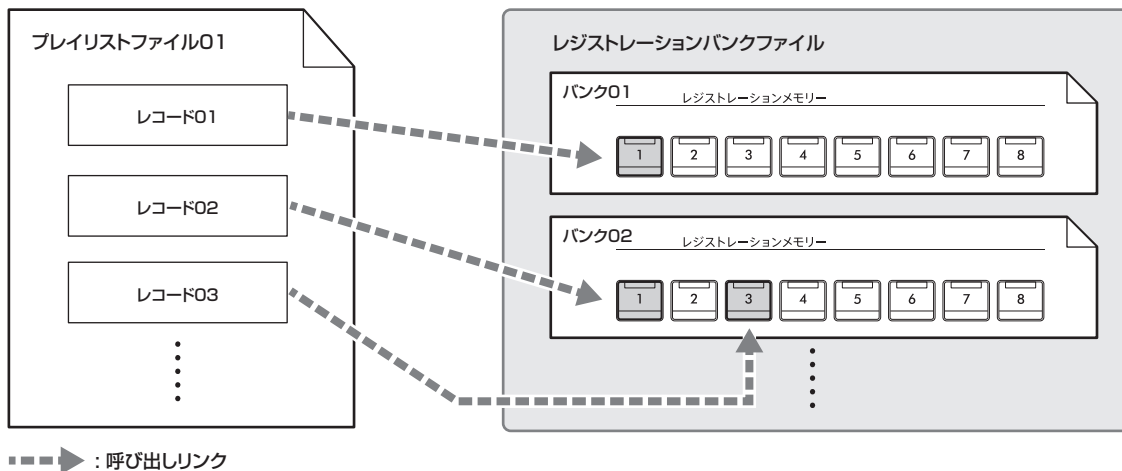 プレイリストファイル01
レコード01
レコード02
レコード03
レジストレーションバンクファイル
バンク01
レジストレーションメモリー
1 2 3 4 5 6 7 8
バンク02
レジストレーションメモリー
1 2 3 4 5 6 7 8
:呼び出しリンク